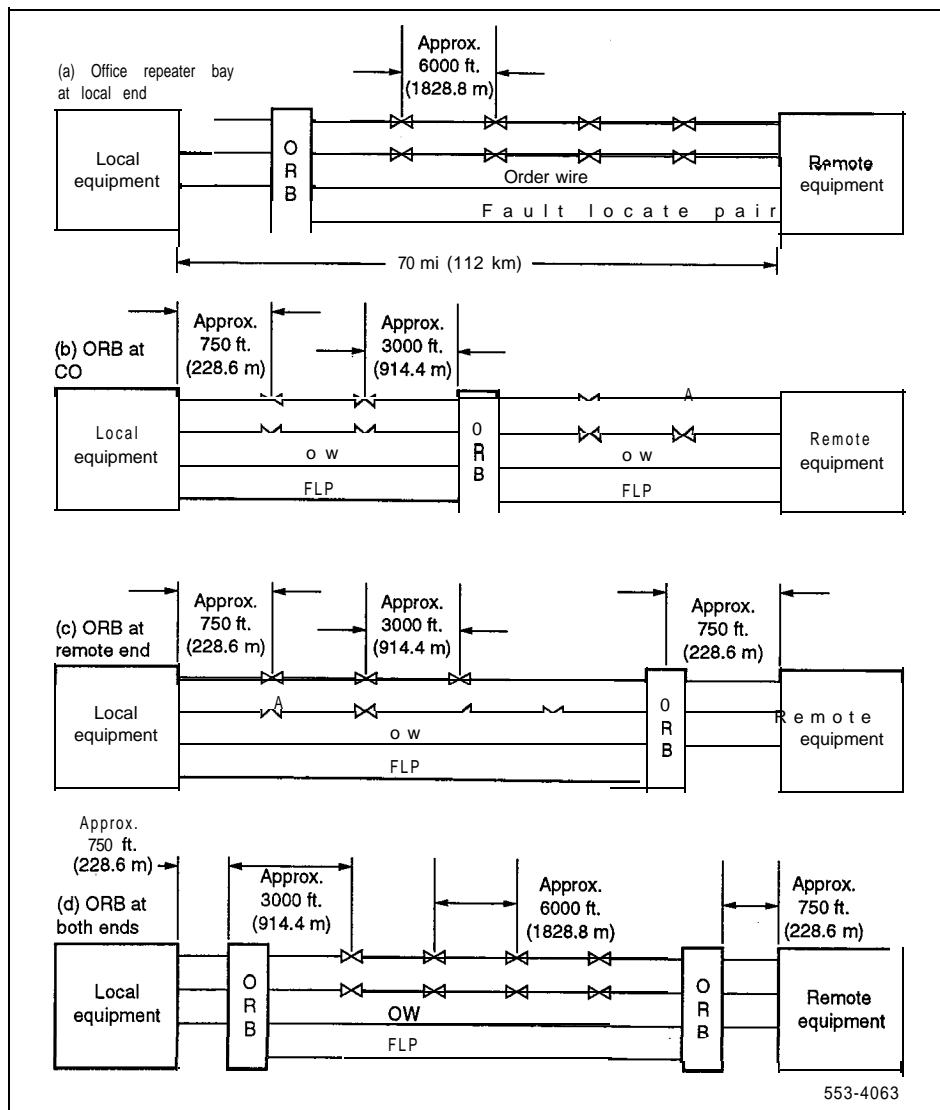 Approx.
6000 ft.
(1828.8 m)
(a) Office repeater bay
at local end
Local
equipment
O
R
B
Order wire
Fault locate pair
Remote
equipment
70 mi (112 km)
(b) ORB at
CO
Approx.
750 ft.
(228.6 m)
Approx.
3000 ft.
(914.4 m)
Local
equipment
OW
FLP
O
R
B
A
OW
FLP
Remote
equipment
(c) ORB at
remote end
Approx.
750 ft.
(228.6 m)
Approx.
3000 ft.
(914.4 m)
Approx.
750 ft.
(228.6 m)
Local
equipment
A
OW
FLP
O
R
B
Remote
equipment
Approx.
750 ft.
(228.6 m)
(d) ORB at
both ends
Approx.
3000 ft.
(914.4 m)
Approx.
6000 ft.
(1828.8 m)
Approx.
750 ft.
(228.6 m)
Local
equipment
O
R
B
OW
FLP
O
R
B
Remote
equipment
553-4063